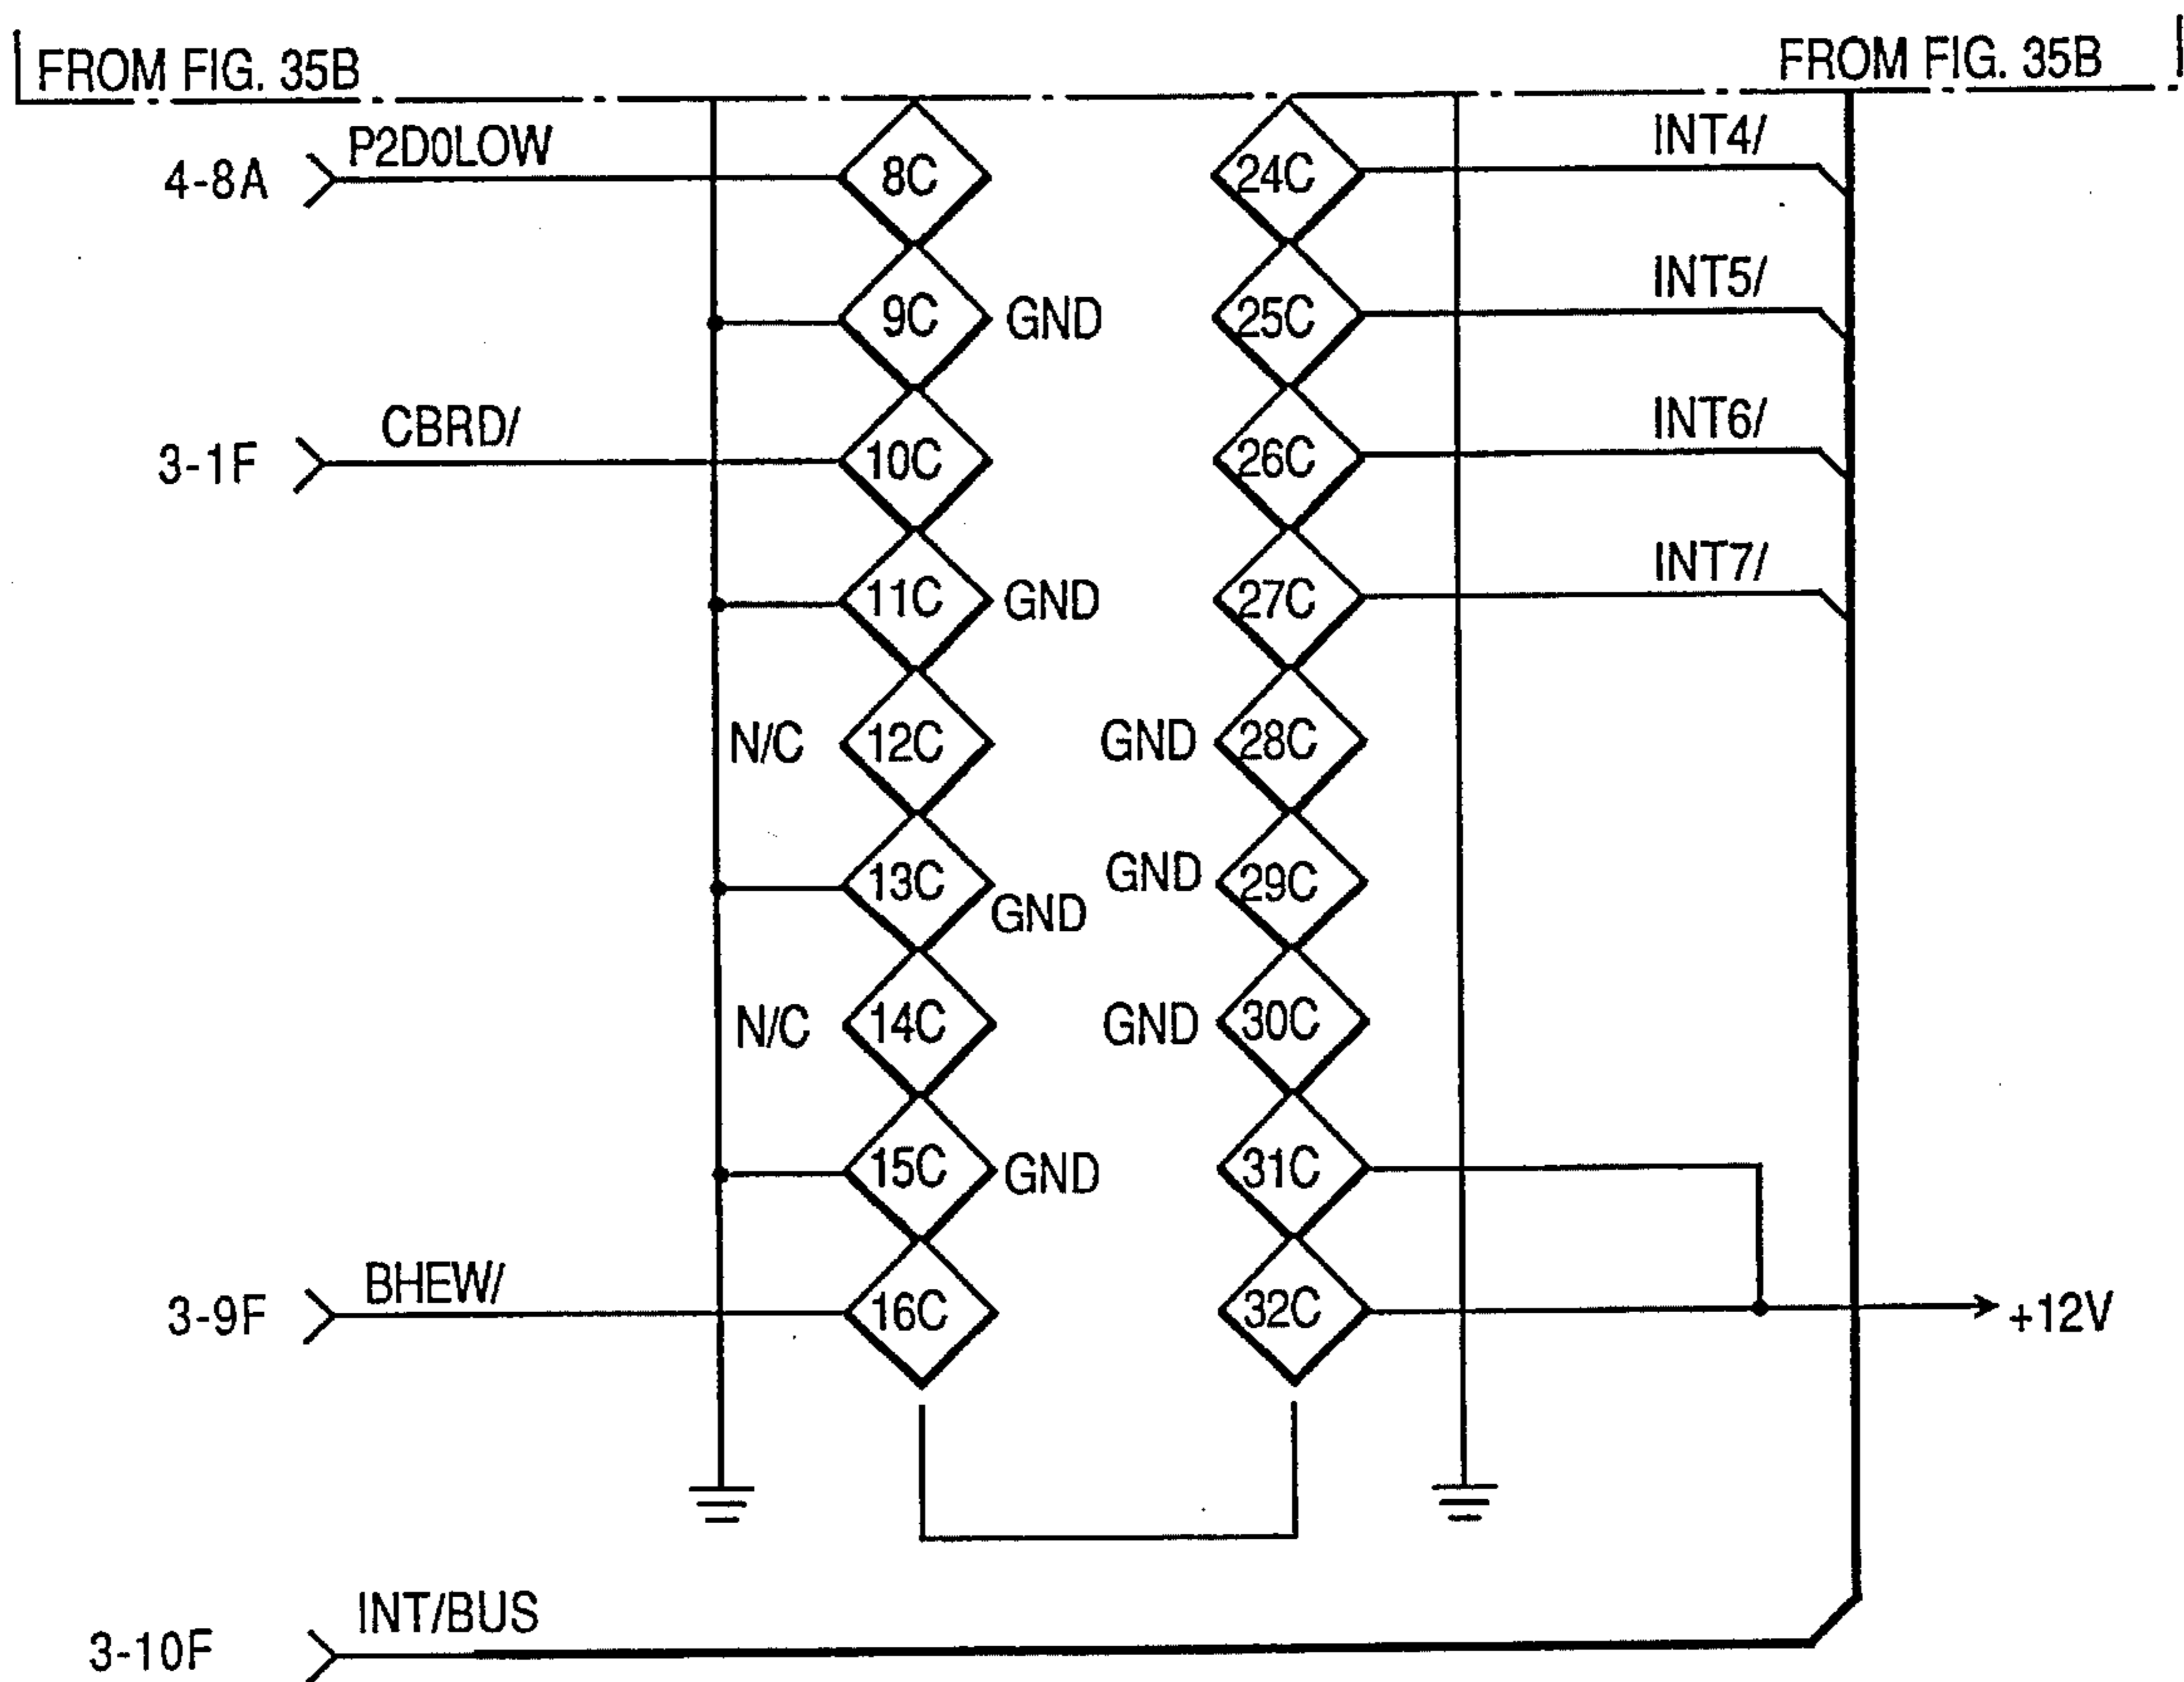 FROM FIG. 35B
FROM FIG. 35B
4-8A
P2D0LOW
8C
24C
INT4/
9C
GND
25C
INT5/
3-1F
CBRD/
10C
26C
INT6/
11C
GND
27C
INT7/
N/C
12C
GND
28C
13C
GND
GND
29C
N/C
14C
GND
30C
15C
GND
31C
3-9F
BHEW/
16C
32C
+12V
3-10F
INT/BUS